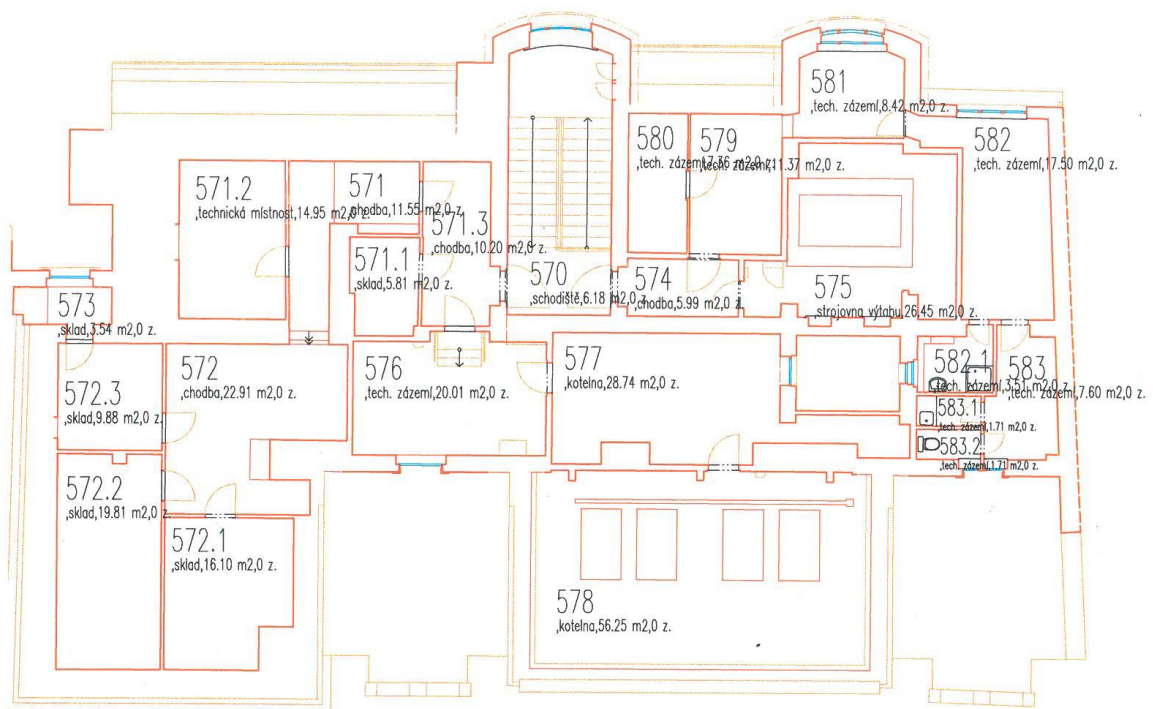 581
,tech. zázemí,8.42 m2,0 z.
580
,tech. zázemí,7.36 m2,0 z.
579
,tech. zázemí,11.37 m2,0 z.
582
,tech. zázemí,17.50 m2,0 z.
571.2
,technická místnost,14.95 m2,0 z.
571
,chodba,11.55 m2,0 z.
571.3
,chodba,10.20 m2,0 z.
571.1
,sklad,5.81 m2,0 z.
570
,schodiště,6.18 m2,0 z.
574
,chodba,5.99 m2,0 z.
575
,strojovna výtahu,26.45 m2,0 z.
573
,sklad,3.54 m2,0 z.
572
,chodba,22.91 m2,0 z.
576
,tech. zázemí,20.01 m2,0 z.
577
,kotelna,28.74 m2,0 z.
582.1
,tech. zázemí,3.51 m2,0 z.
583
,tech. zázemí,7.60 m2,0 z.
572.3
,sklad,9.88 m2,0 z.
583.1
,tech. zázemí,1.71 m2,0 z.
583.2
,tech. zázemí,1.71 m2,0 z.
572.2
,sklad,19.81 m2,0 z.
572.1
,sklad,16.10 m2,0 z.
578
,kotelna,56.25 m2,0 z.